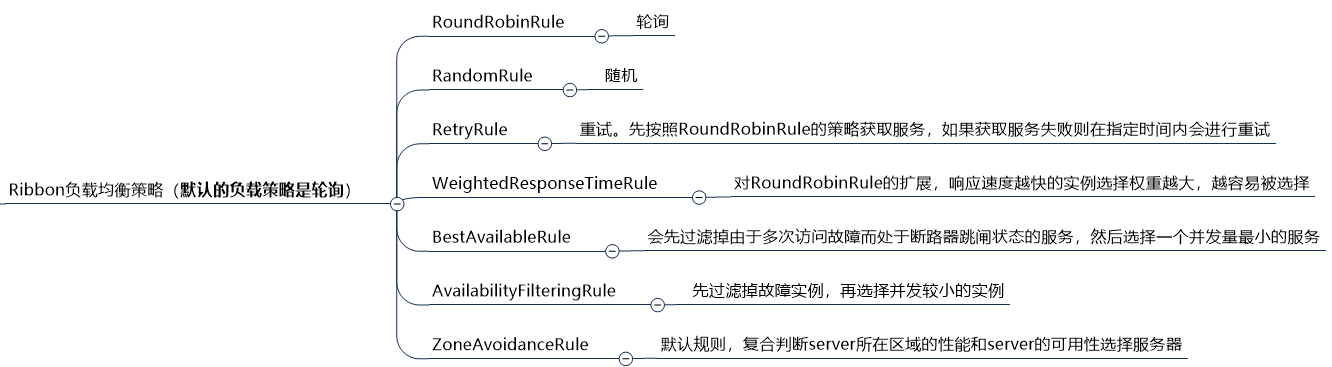 RoundRobinRule
轮询
RandomRule
随机
RetryRule
重试。先按照RoundRobinRule的策略获取服务，如果获取服务失败则在指定时间内会进行重试
Ribbon负载均衡策略（默认的负载策略是轮询）
WeightedResponseTimeRule
对RoundRobinRule的扩展，响应速度越快的实例选择权重越大，越容易被选择
BestAvailableRule
会先过滤掉由于多次访问故障而处于断路器跳闸状态的服务，然后选择一个并发量最小的服务
AvailabilityFilteringRule
先过滤掉故障实例，再选择并发较小的实例
ZoneAvoidanceRule
默认规则，复合判断server所在区域的性能和server的可用性选择服务器